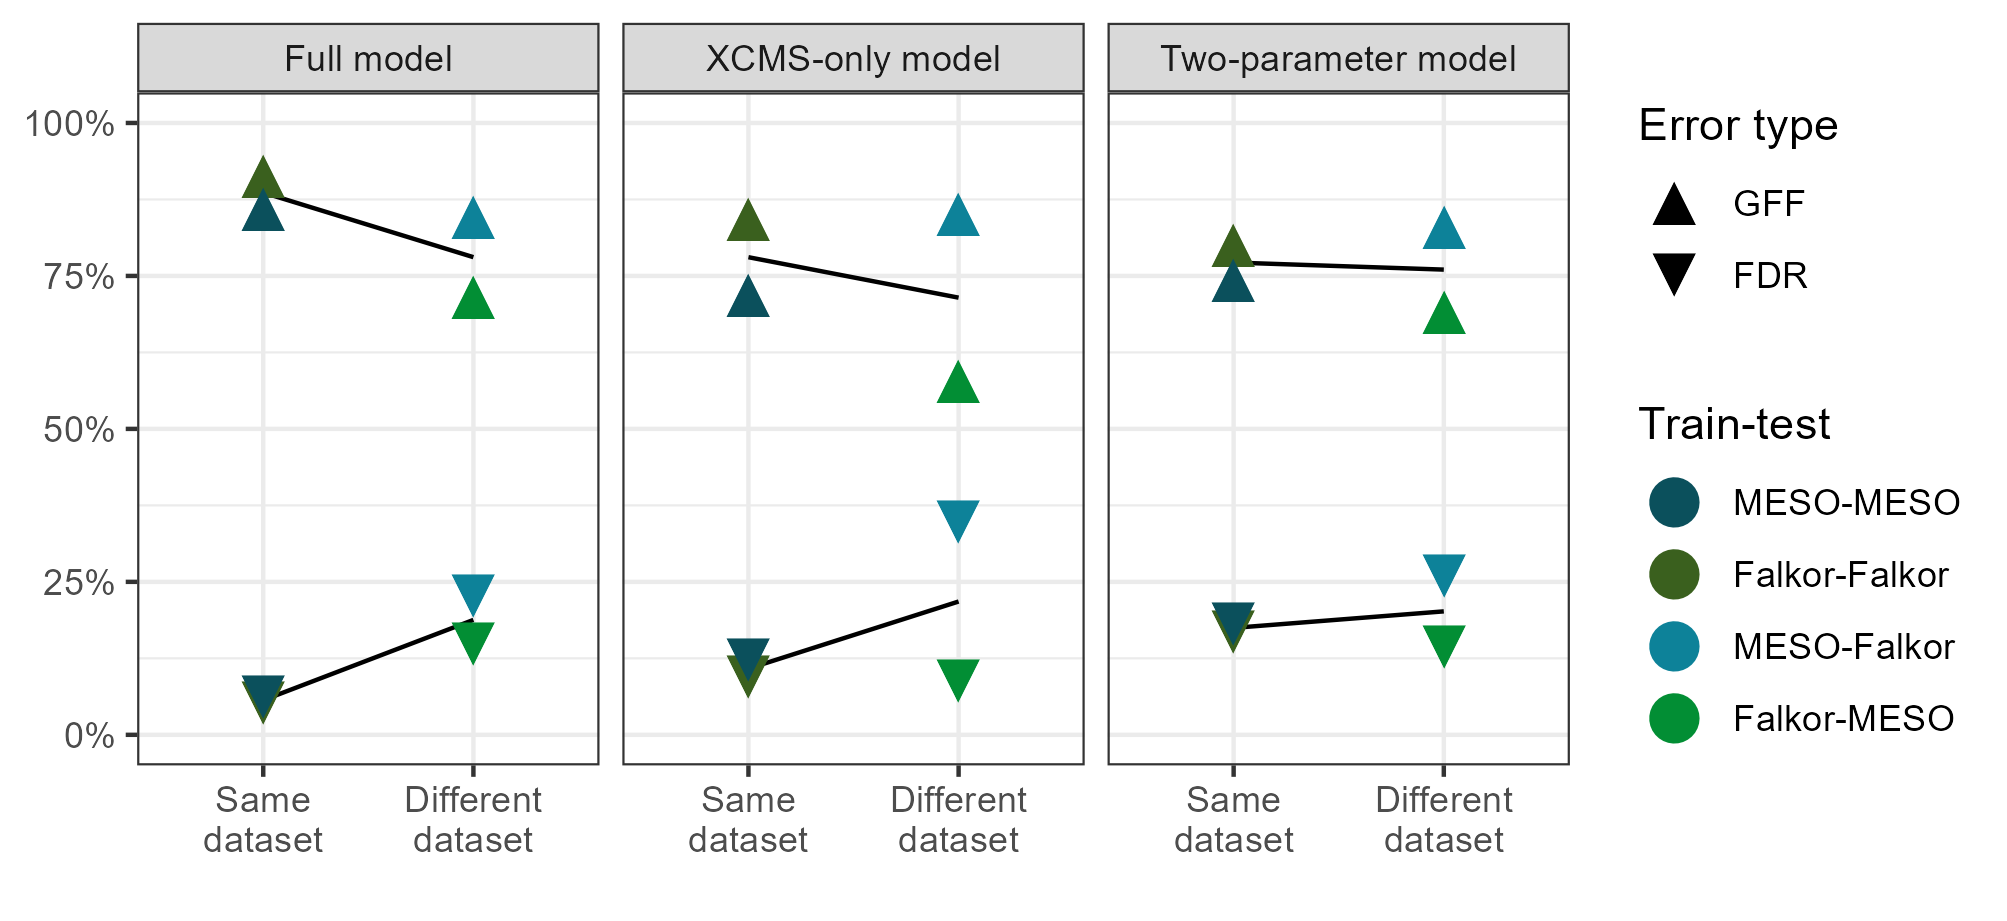 Full model
XCMS-only model
Two-parameter model
100%
75%
50%
25%
0%
Same
dataset
Different
dataset
Same
dataset
Different
dataset
Same
dataset
Different
dataset
Error type
GFF
FDR
Train-test
MESO-MESO
Falkor-Falkor
MESO-Falkor
Falkor-MESO